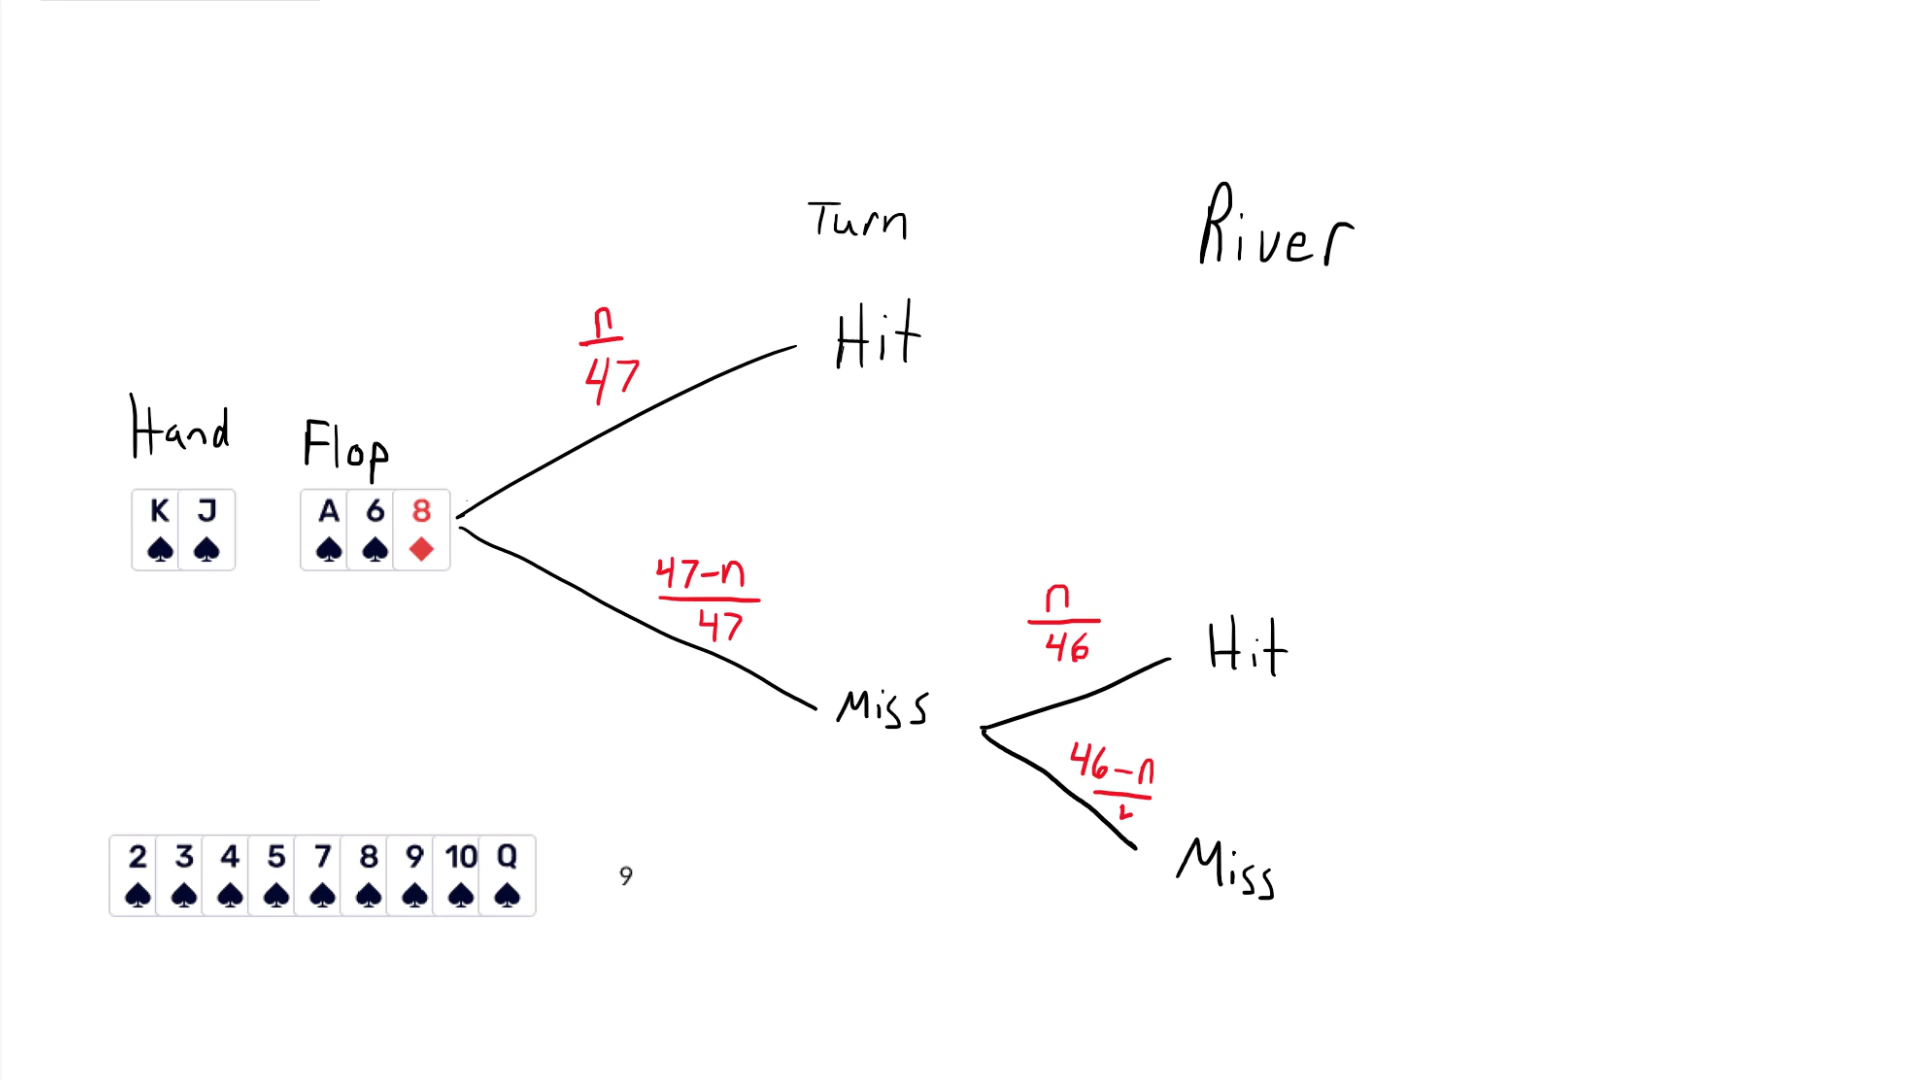 Turn
River
n
47
Hit
Hand
Flop
K J
A 6 8
47-n
47
n
46
Hit
Miss
46-n
Miss
2 3 4 5 7 8 9 10 Q
9